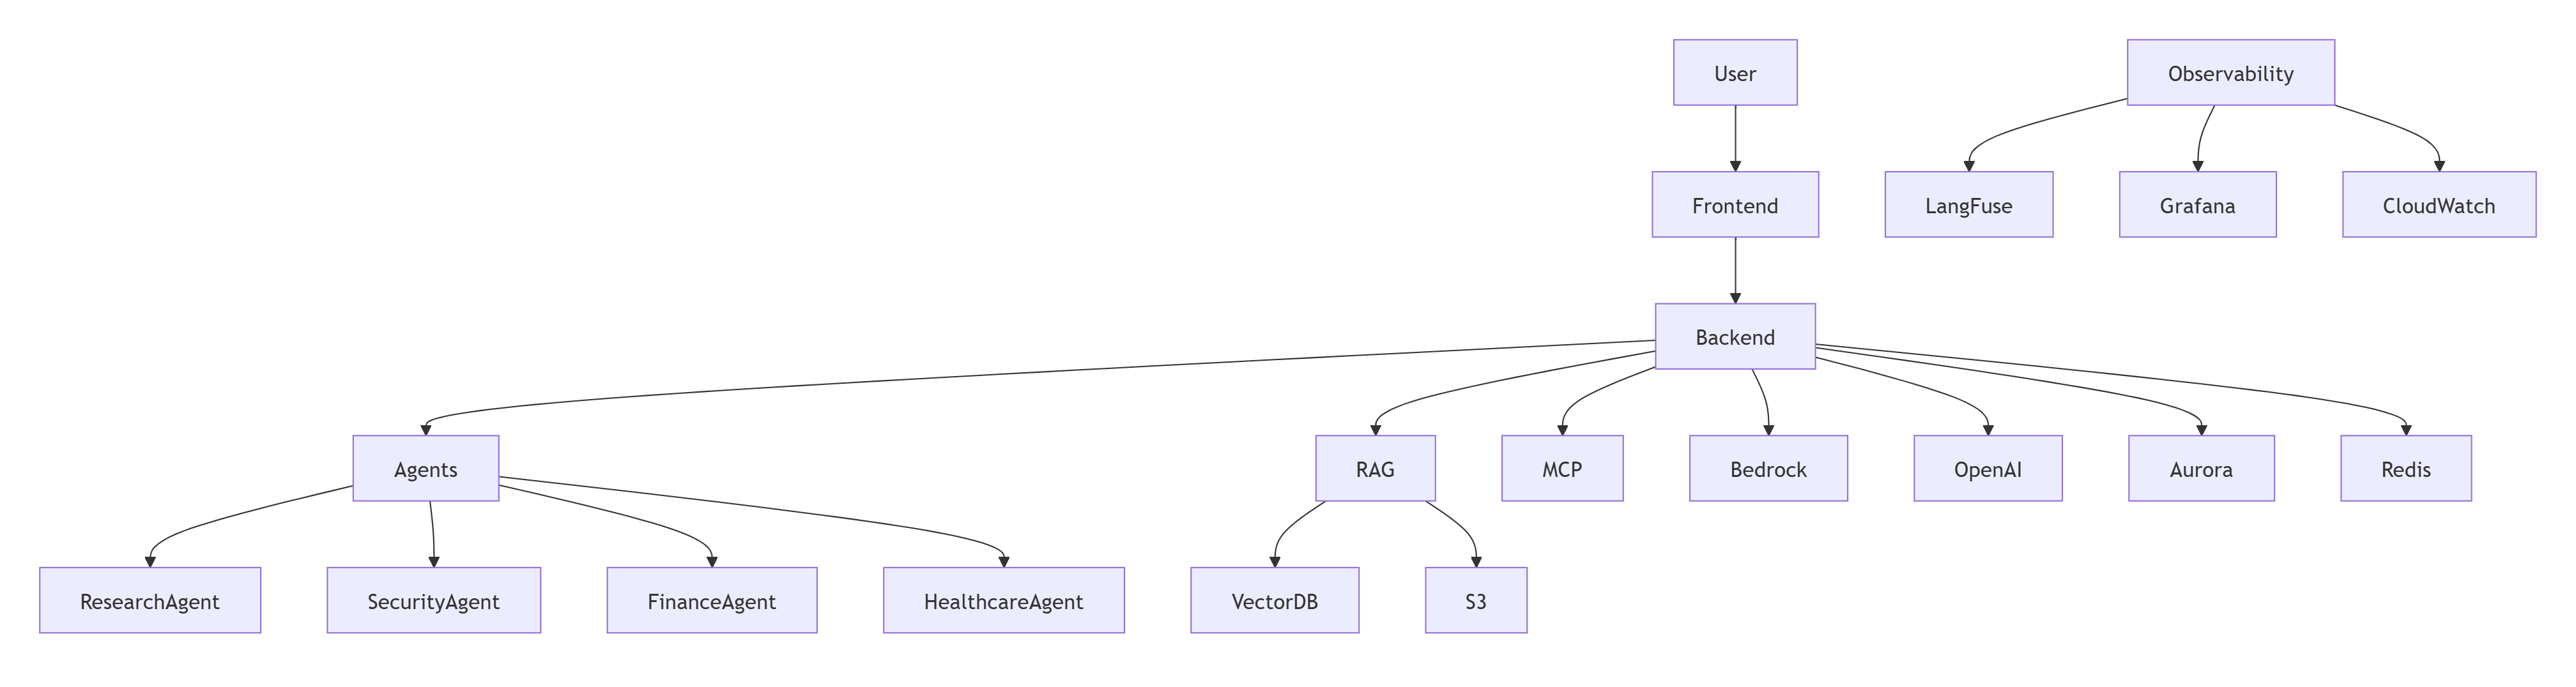 User
Observability
Frontend
LangFuse
Grafana
CloudWatch
Backend
Agents
RAG
MCP
Bedrock
OpenAI
Aurora
Redis
ResearchAgent
SecurityAgent
FinanceAgent
HealthcareAgent
VectorDB
S3